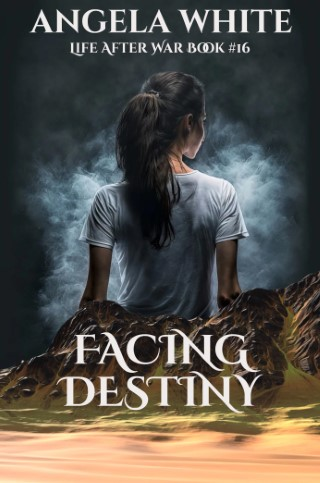 ANGELA WHITE
LIFE AFTER WAR BOOK #16
FACING
DESTINY